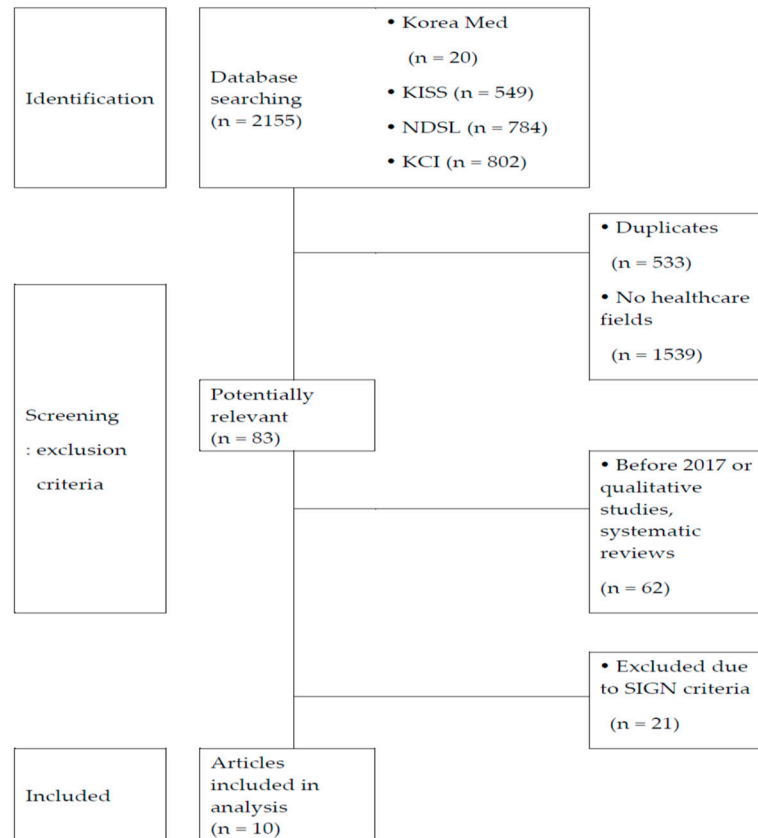 Identification
Database
searching
(n = 2155)
• Korea Med
(n = 20)
• KISS (n = 549)
• NDSL (n = 784)
• KCI (n = 802)
• Duplicates
(n = 533)
• No healthcare
fields
(n = 1539)
Screening
: exclusion
criteria
Potentially
relevant
(n = 83)
• Before 2017 or
qualitative
studies,
systematic
reviews
(n = 62)
• Excluded due
to SIGN criteria
(n = 21)
Included
Articles
included in
analysis
(n = 10)